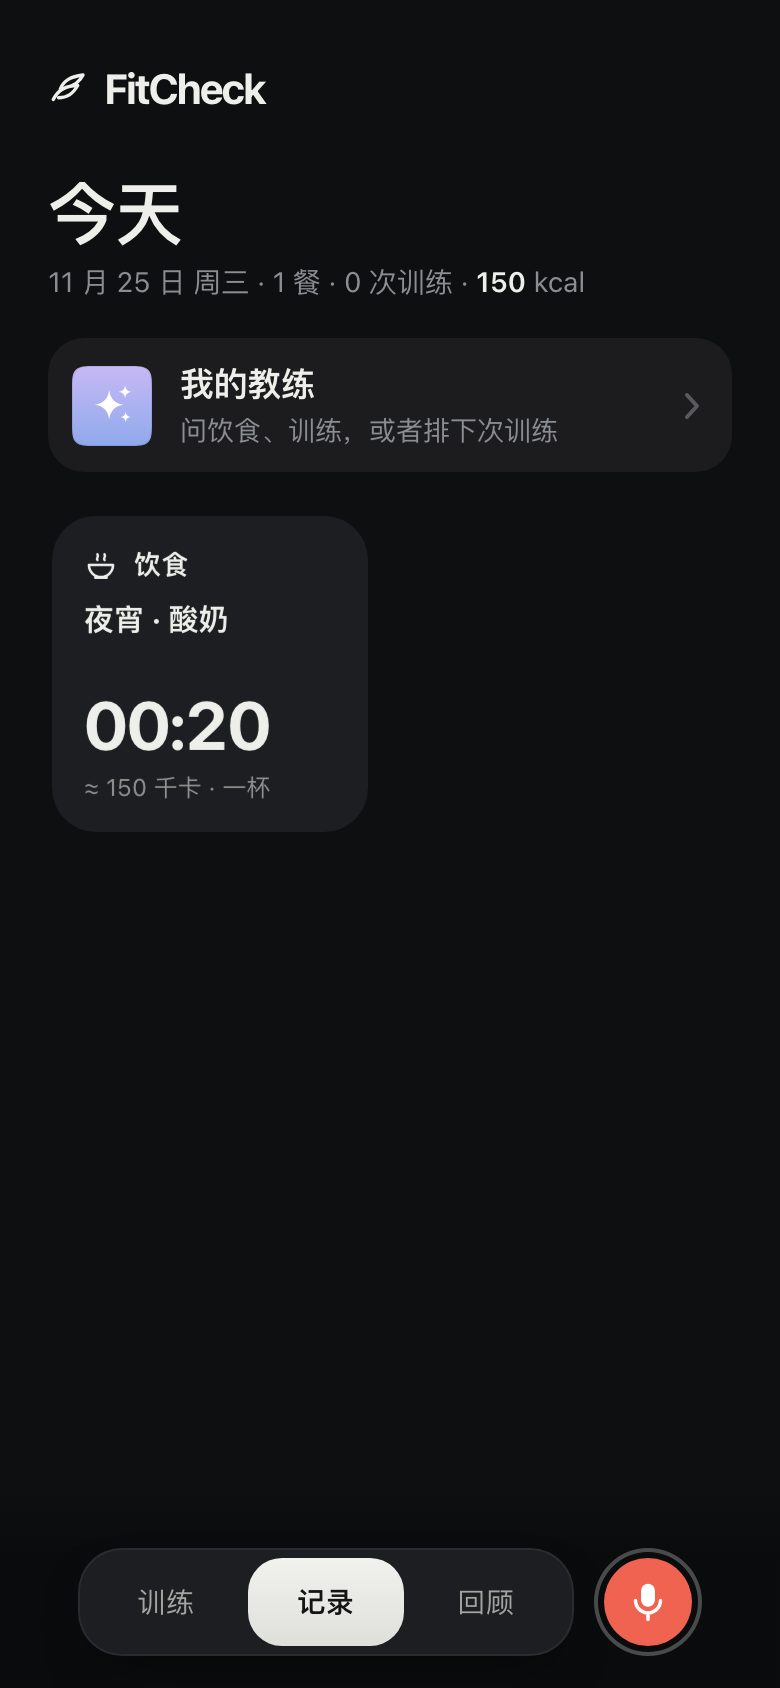 FitCheck
今天
11 月 25 日 周三 · 1 餐 · 0 次训练 · 150 kcal
我的教练
问饮食、训练，或者排下次训练
饮食
夜宵 · 酸奶
00:20
≈ 150 千卡 · 一杯
训练 记录 回顾